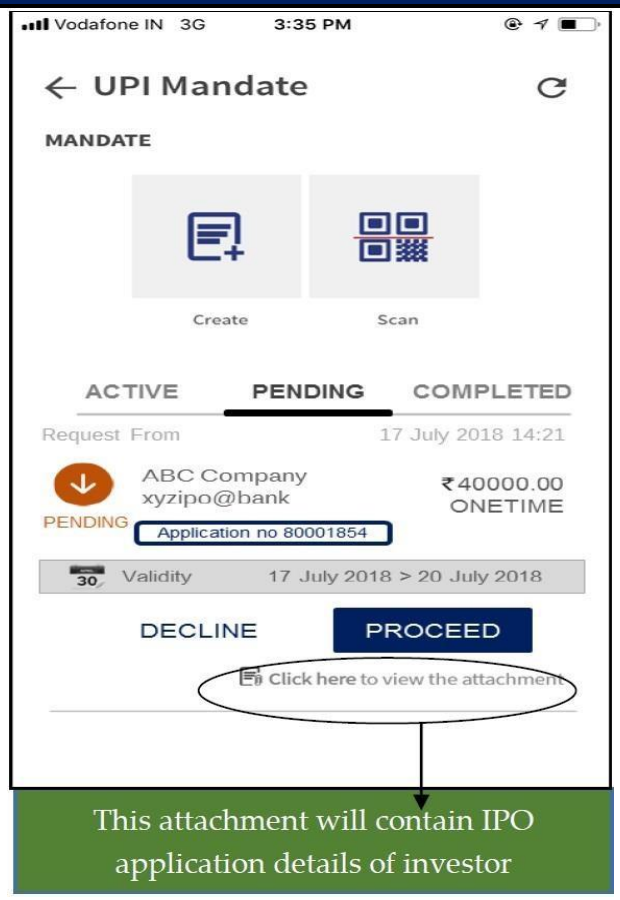 Vodafone IN 3G 3:35 PM
← UPI Mandate
MANDATE
Create Scan
ACTIVE PENDING COMPLETED
Request From 17 July 2018 14:21
ABC Company ₹40000.00
xyzipo@bank ONETIME
PENDING
Application no 80001854
30 Validity 17 July 2018 > 20 July 2018
DECLINE PROCEED
Click here to view the attachment
This attachment will contain IPO
application details of investor